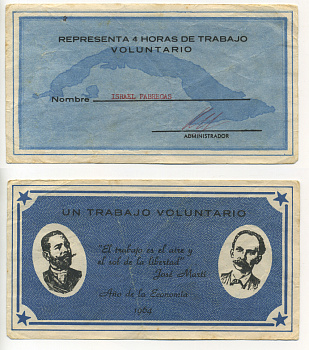 REPRESENTA 4 HORAS DE TRABAJO
VOLUNTARIO
Nombre ISRAEL FABREGAS
ADMINISTRADOR
UN TRABAJO VOLUNTARIO
"El trabajo es el aire y
el sol de la libertad"
José Martí
Año de la Economía
1964